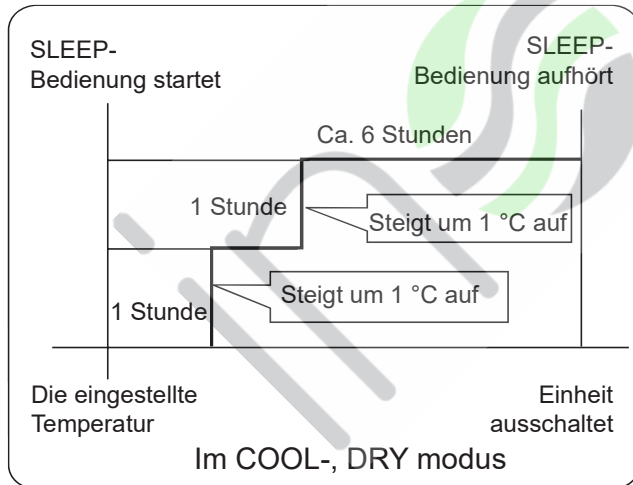 SLEEP-
Bedienung startet
SLEEP-
Bedienung aufhört
Ca. 6 Stunden
1 Stunde
Steigt um 1 °C auf
1 Stunde
Steigt um 1 °C auf
Die eingestellte
Temperatur
Einheit
ausschaltet
Im COOL-, DRY modus